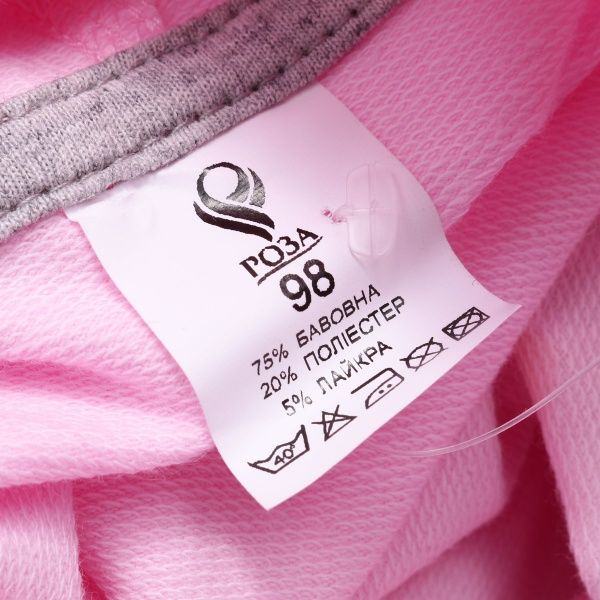 РОЗА
98
75% БАВОВНА
20% ПОЛІЕСТЕР
5% ЛАЙКРА
40°